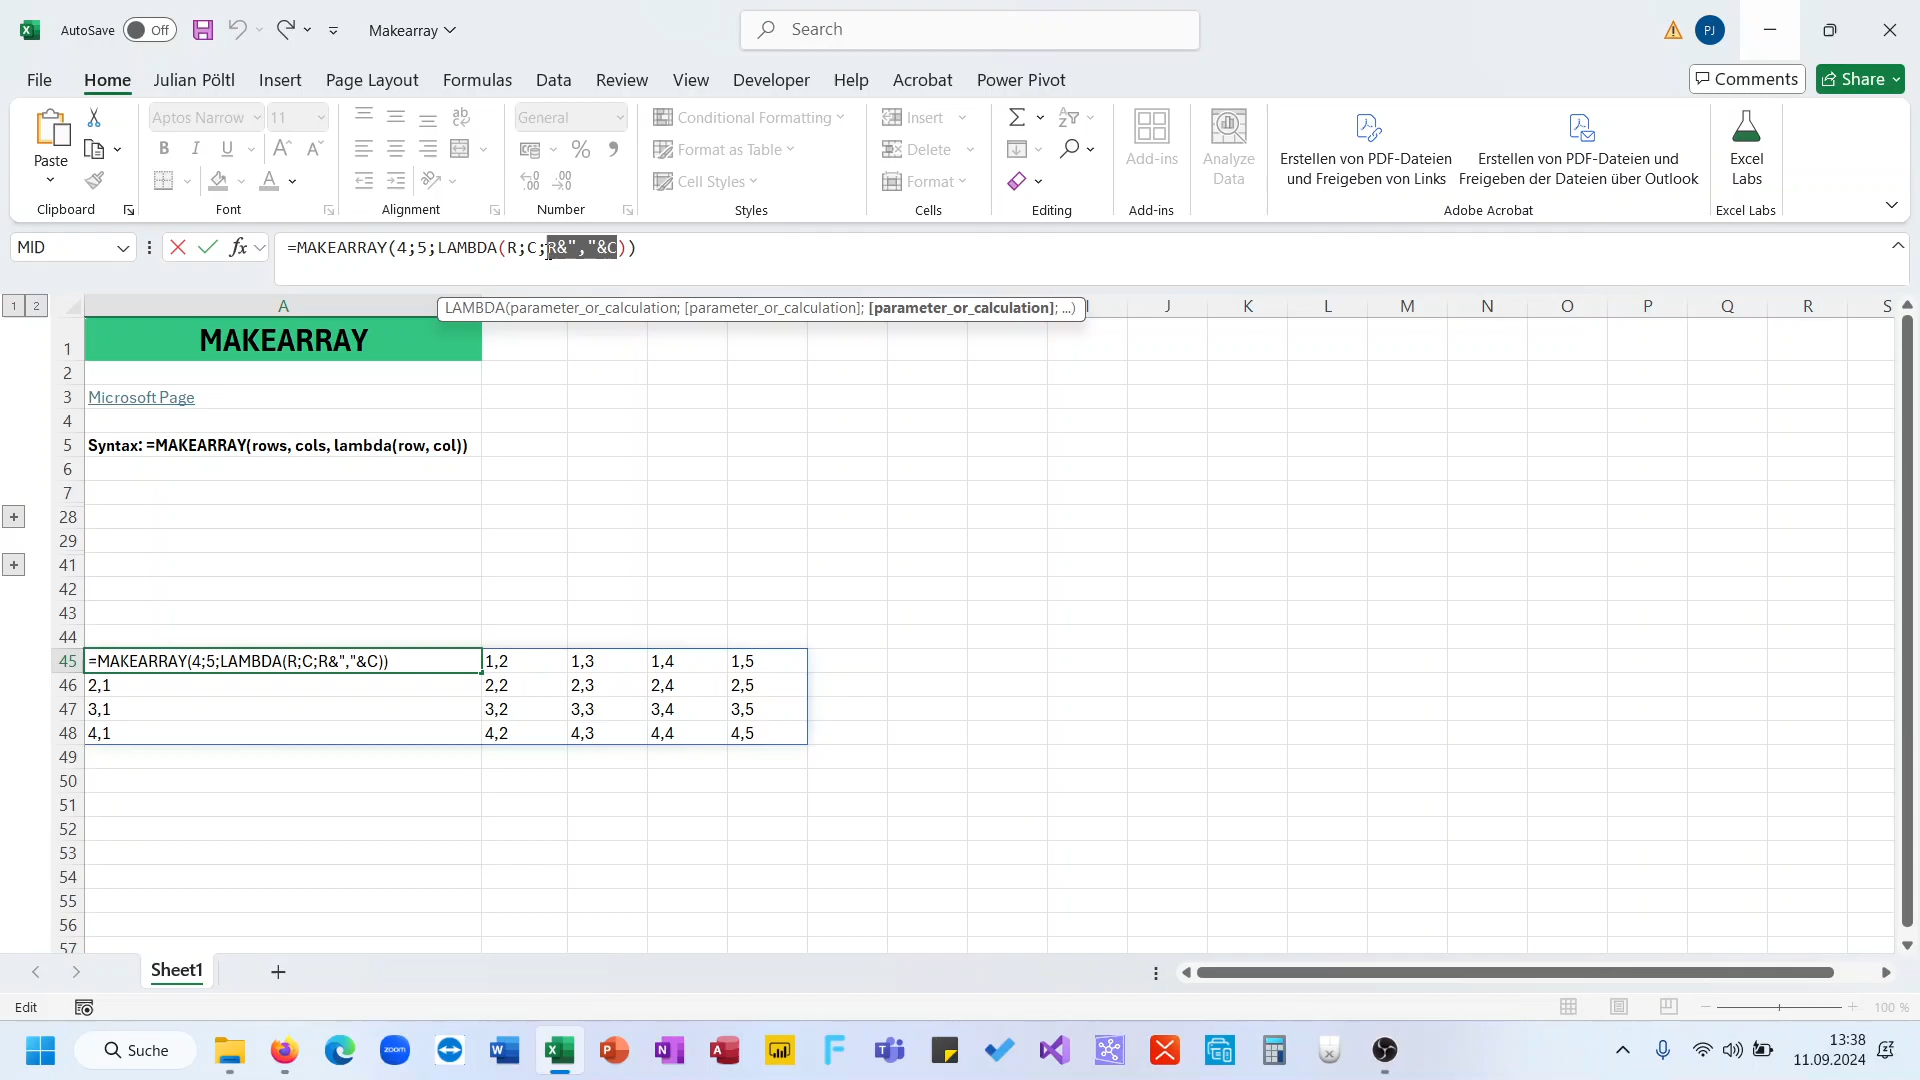 AutoSave Off Makearray Search PJ
File Home Julian Pöltl Insert Page Layout Formulas Data Review View Developer Help Acrobat Power Pivot Comments Share
Paste
Clipboard
Aptos Narrow 11
B I U A A
A
Font
ab
Alignment
General
% 9
Number
Conditional Formatting
Format as Table
Cell Styles
Styles
Insert
Delete
Format
Cells
Editing
Add-ins
Add-ins
Analyze
Data
Erstellen von PDF-Dateien
und Freigeben von Links
Erstellen von PDF-Dateien und
Freigeben der Dateien über Outlook
Adobe Acrobat
Excel
Labs
Excel Labs
MID fx =MAKEARRAY(4;5;LAMBDA(R;C;R&","&C))
LAMBDA(parameter_or_calculation; [parameter_or_calculation]; [parameter_or_calculation]; ...)
1 2 A I J K L M N O P Q R S
1 MAKEARRAY
2
3 Microsoft Page
4
5 Syntax: =MAKEARRAY(rows, cols, lambda(row, col))
6
7
28
29
41
42
43
44
45 =MAKEARRAY(4;5;LAMBDA(R;C;R&","&C)) 1,2 1,3 1,4 1,5
46 2,1 2,2 2,3 2,4 2,5
47 3,1 3,2 3,3 3,4 3,5
48 4,1 4,2 4,3 4,4 4,5
49
50
51
52
53
54
55
56
57
Sheet1
Edit 100 %
Suche zoom
13:38
11.09.2024